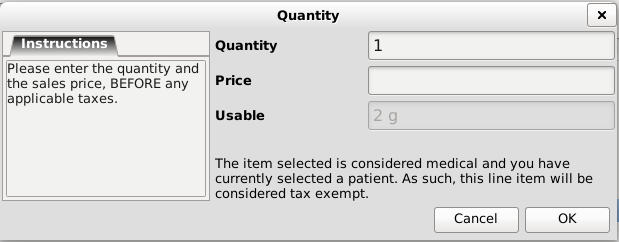 Quantity
Instructions
Please enter the quantity and
the sales price, BEFORE any
applicable taxes.
Quantity
1
Price
Usable
2 g
The item selected is considered medical and you have
currently selected a patient. As such, this line item will be
considered tax exempt.
Cancel
OK